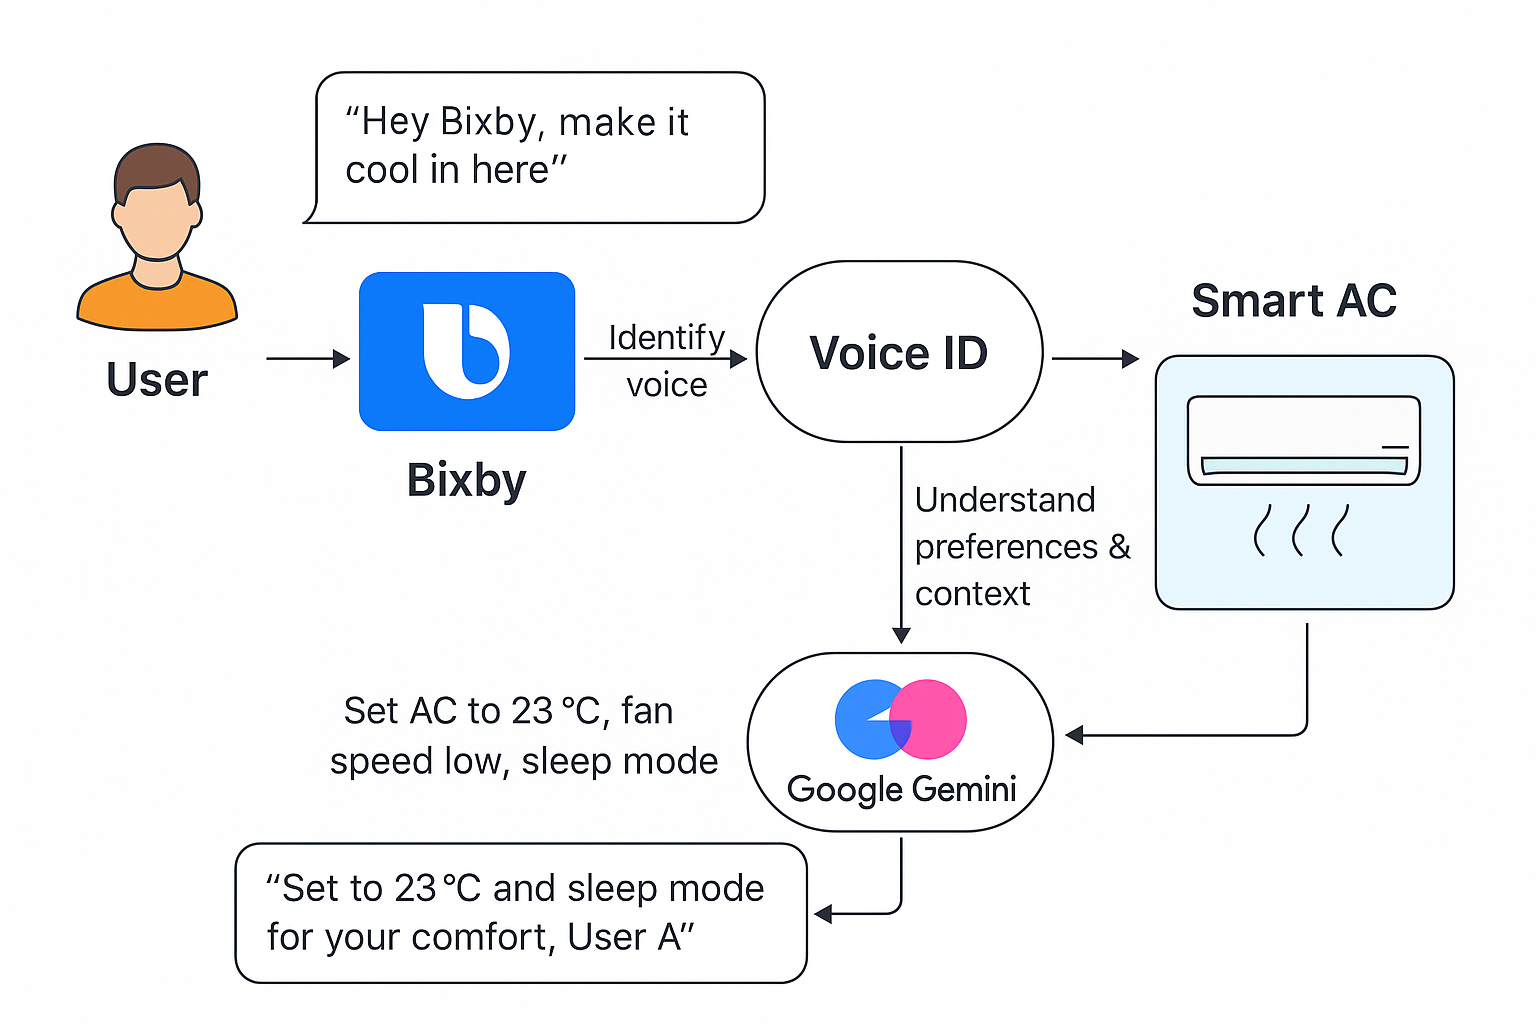 “Hey Bixby, make it
cool in here”
User
Bixby
Identify
voice
Voice ID
Smart AC
Understand
preferences &
context
Set AC to 23 °C, fan
speed low, sleep mode
Google Gemini
“Set to 23 °C and sleep mode
for your comfort, User A”